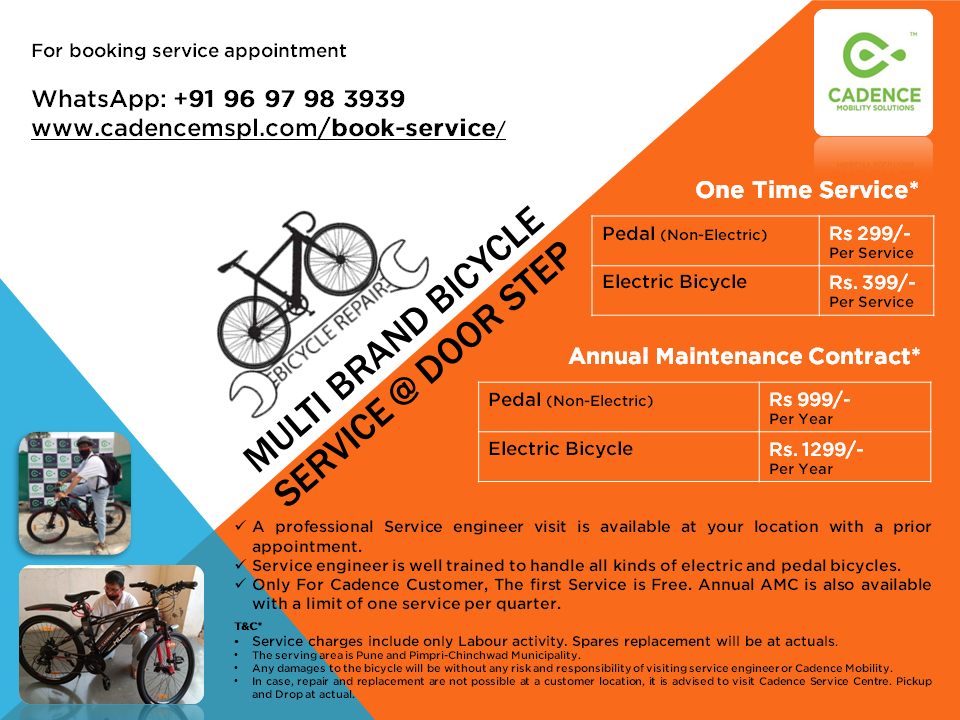 For booking service appointment
WhatsApp: +91 96 97 98 3939
www.cadencemspl.com/book-service/
CADENCE
MOBILITY SOLUTIONS
TM
BICYCLE REPAIR
MULTI BRAND BICYCLE
SERVICE @ DOOR STEP
One Time Service*
Pedal (Non-Electric) Rs 299/-
Per Service
Electric Bicycle Rs. 399/-
Per Service
Annual Maintenance Contract*
Pedal (Non-Electric) Rs 999/-
Per Year
Electric Bicycle Rs. 1299/-
Per Year
✓ A professional Service engineer visit is available at your location with a prior
appointment.
✓ Service engineer is well trained to handle all kinds of electric and pedal bicycles.
✓ Only For Cadence Customer, The first Service is Free. Annual AMC is also available
with a limit of one service per quarter.
T&C*
• Service charges include only Labour activity. Spares replacement will be at actuals.
• The serving area is Pune and Pimpri-Chinchwad Municipality.
• Any damages to the bicycle will be without any risk and responsibility of visiting service engineer or Cadence Mobility.
• In case, repair and replacement are not possible at a customer location, it is advised to visit Cadence Service Centre. Pickup
and Drop at actual.